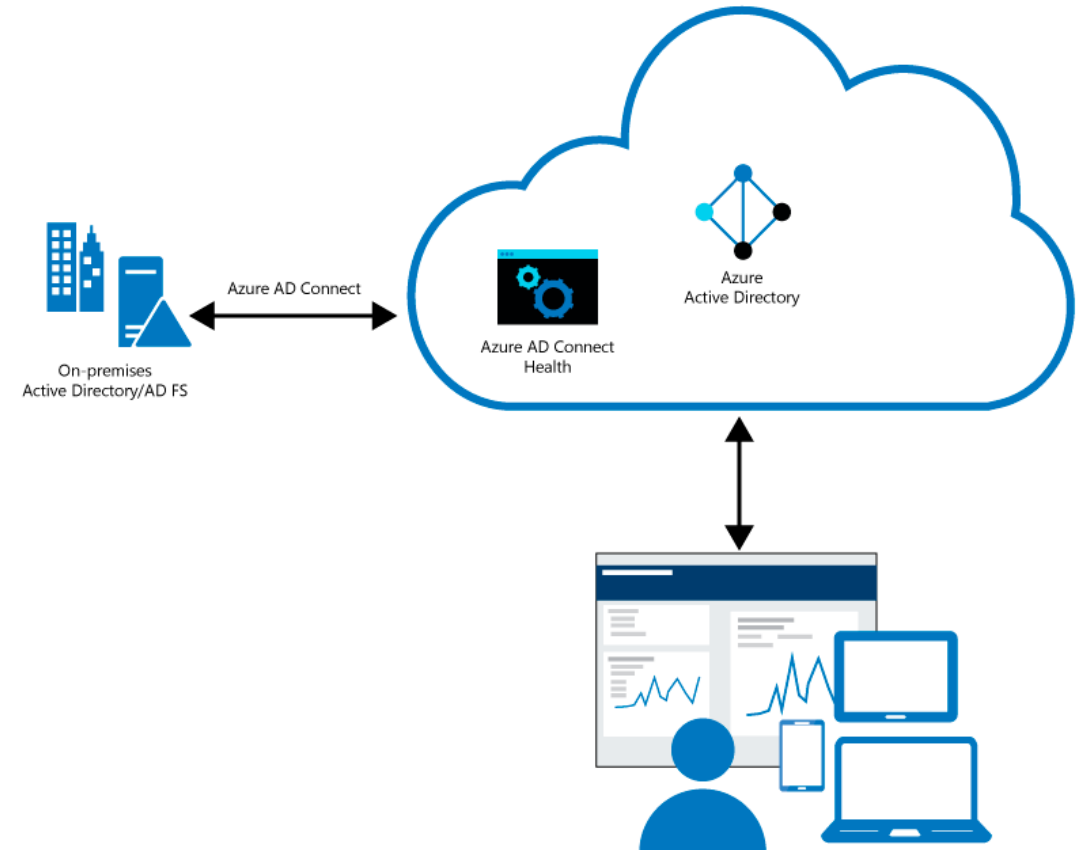 Azure
Active Directory
Azure AD Connect
Azure AD Connect
Health
On-premises
Active Directory/AD FS